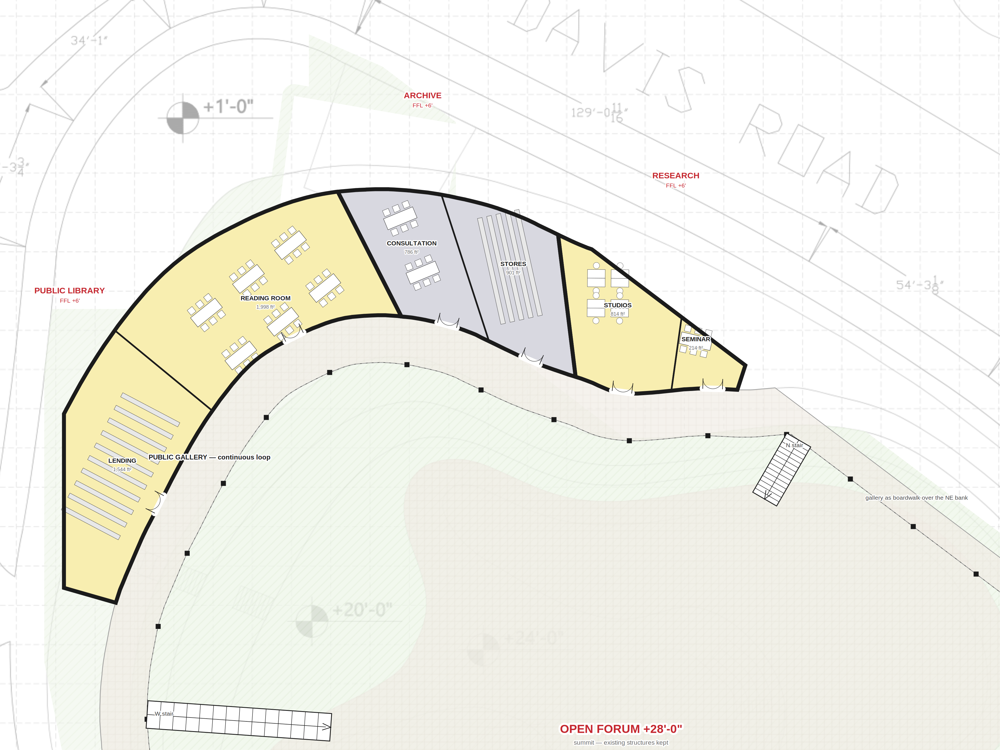 DAVIS ROAD
34'-1"
+1'-0"
ARCHIVE
FFL +6'
129'-0 11/16"
-3 3/4"
RESEARCH
FFL +6'
CONSULTATION
786 ft²
STORES
901 ft²
54'-3 1/8"
PUBLIC LIBRARY
FFL +6'
READING ROOM
1,998 ft²
STUDIOS
814 ft²
SEMINAR
214 ft²
N stair
PUBLIC GALLERY — continuous loop
LENDING
1,544 ft²
gallery as boardwalk over the NE bank
+20'-0"
+24'-0"
W stair
OPEN FORUM +28'-0"
summit — existing structures kept